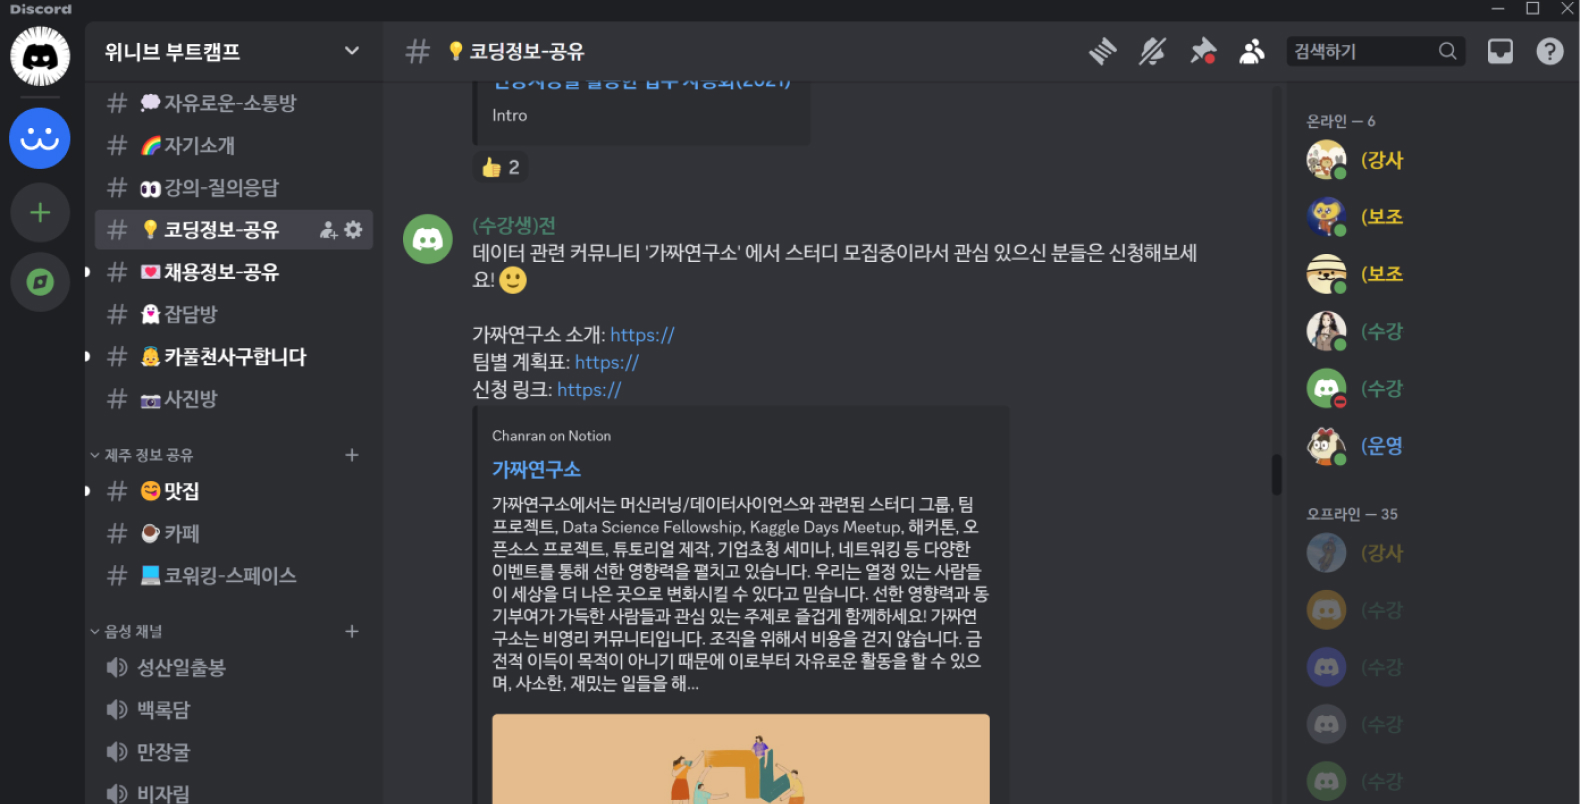 Discord
위니브 부트캠프
자유로운-소통방
자기소개
강의-질의응답
코딩정보-공유
채용정보-공유
잡담방
카풀천사구합니다
사진방
제주 정보 공유
맛집
카페
코워킹-스페이스
음성 채널
성산일출봉
백록담
만장굴
비자림
코딩정보-공유
검색하기
Intro
2
(수강생)전
데이터 관련 커뮤니티 '가짜연구소' 에서 스터디 모집중이라서 관심 있으신 분들은 신청해보세
요!
가짜연구소 소개: https://
팀별 계획표: https://
신청 링크: https://
Chanran on Notion
가짜연구소
가짜연구소에서는 머신러닝/데이터사이언스와 관련된 스터디 그룹, 팀
프로젝트, Data Science Fellowship, Kaggle Days Meetup, 해커톤, 오
픈소스 프로젝트, 튜토리얼 제작, 기업초청 세미나, 네트워킹 등 다양한
이벤트를 통해 선한 영향력을 펼치고 있습니다. 우리는 열정 있는 사람들
이 세상을 더 나은 곳으로 변화시킬 수 있다고 믿습니다. 선한 영향력과 동
기부여가 가득한 사람들과 관심 있는 주제로 즐겁게 함께하세요! 가짜연
구소는 비영리 커뮤니티입니다. 조직을 위해서 비용을 걷지 않습니다. 금
전적 이득이 목적이 아니기 때문에 이로부터 자유로운 활동을 할 수 있으
며, 사소한, 재밌는 일들을 해...
온라인 — 6
(강사
(보조
(보조
(수강
(수강
(운영
오프라인 — 35
(강사
(수강
(수강
(수강
(수강